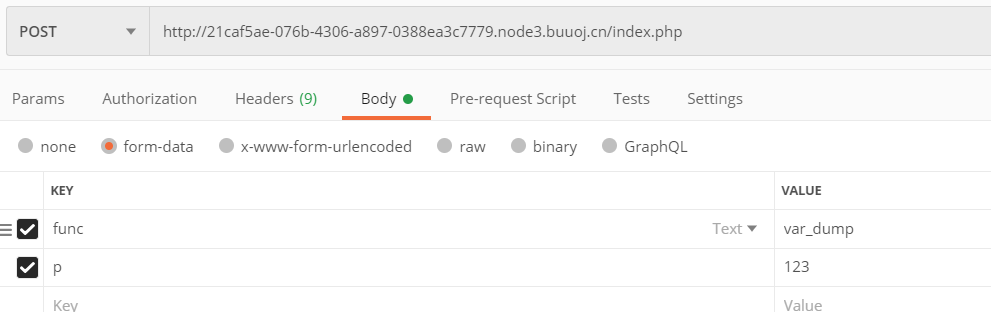 POST http://21caf5ae-076b-4306-a897-0388ea3c7779.node3.buuoj.cn/index.php
Params Authorization Headers (9) Body Pre-request Script Tests Settings
none form-data x-www-form-urlencoded raw binary GraphQL
KEY VALUE
func Text var_dump
p 123
Key Value